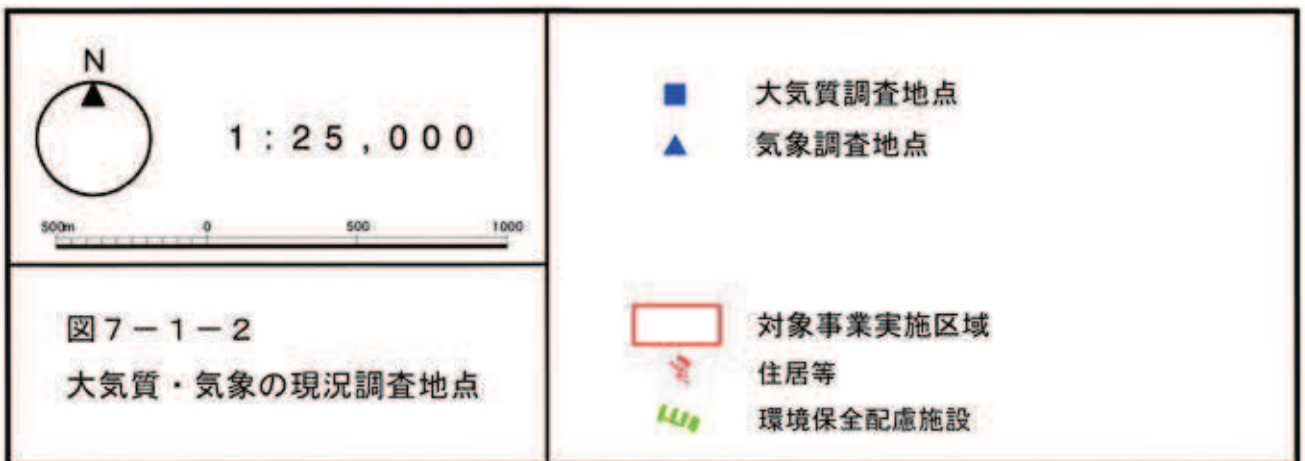 N
1:25,000
500m 0 500 1000
図7-1-2
大気質・気象の現況調査地点
大気質調査地点
気象調査地点
対象事業実施区域
住居等
環境保全配慮施設